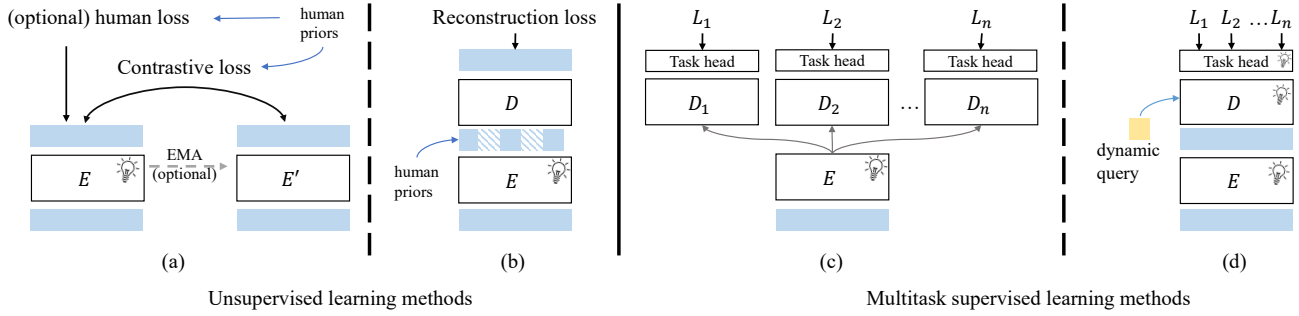 (optional) human loss
human
priors
Contrastive loss
EMA
(optional)
E
E′
(a)
Reconstruction loss
D
human
priors
E
(b)
Unsupervised learning methods
L1
L2
Ln
Task head
Task head
Task head
D1
D2
...
Dn
E
(c)
L1 L2 ...Ln
Task head
D
dynamic
query
E
(d)
Multitask supervised learning methods